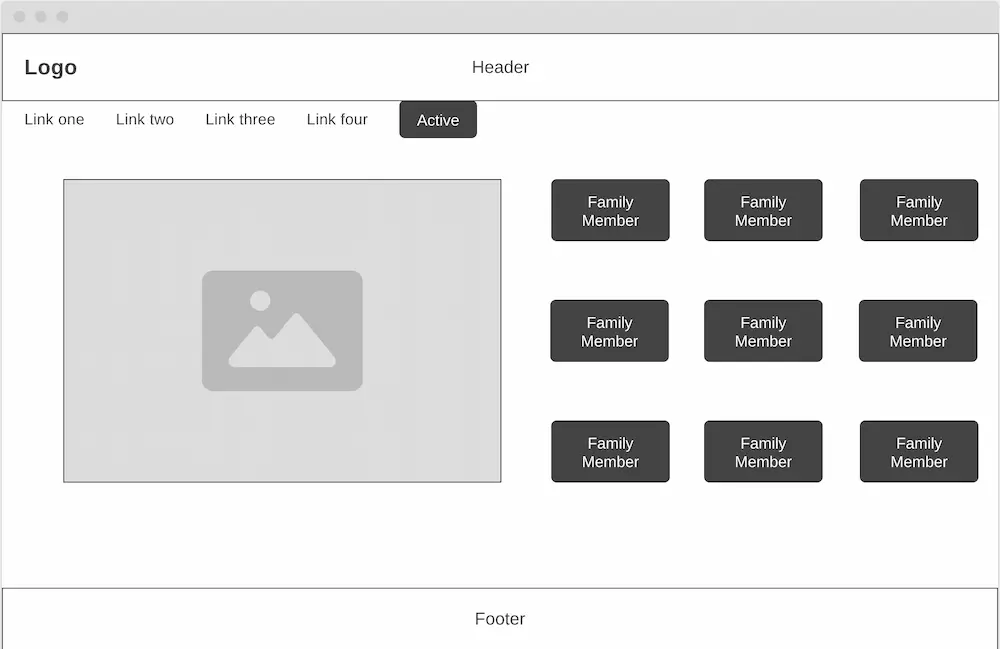 Logo
Header
Link one
Link two
Link three
Link four
Active
Family
Member
Family
Member
Family
Member
Family
Member
Family
Member
Family
Member
Family
Member
Family
Member
Family
Member
Footer